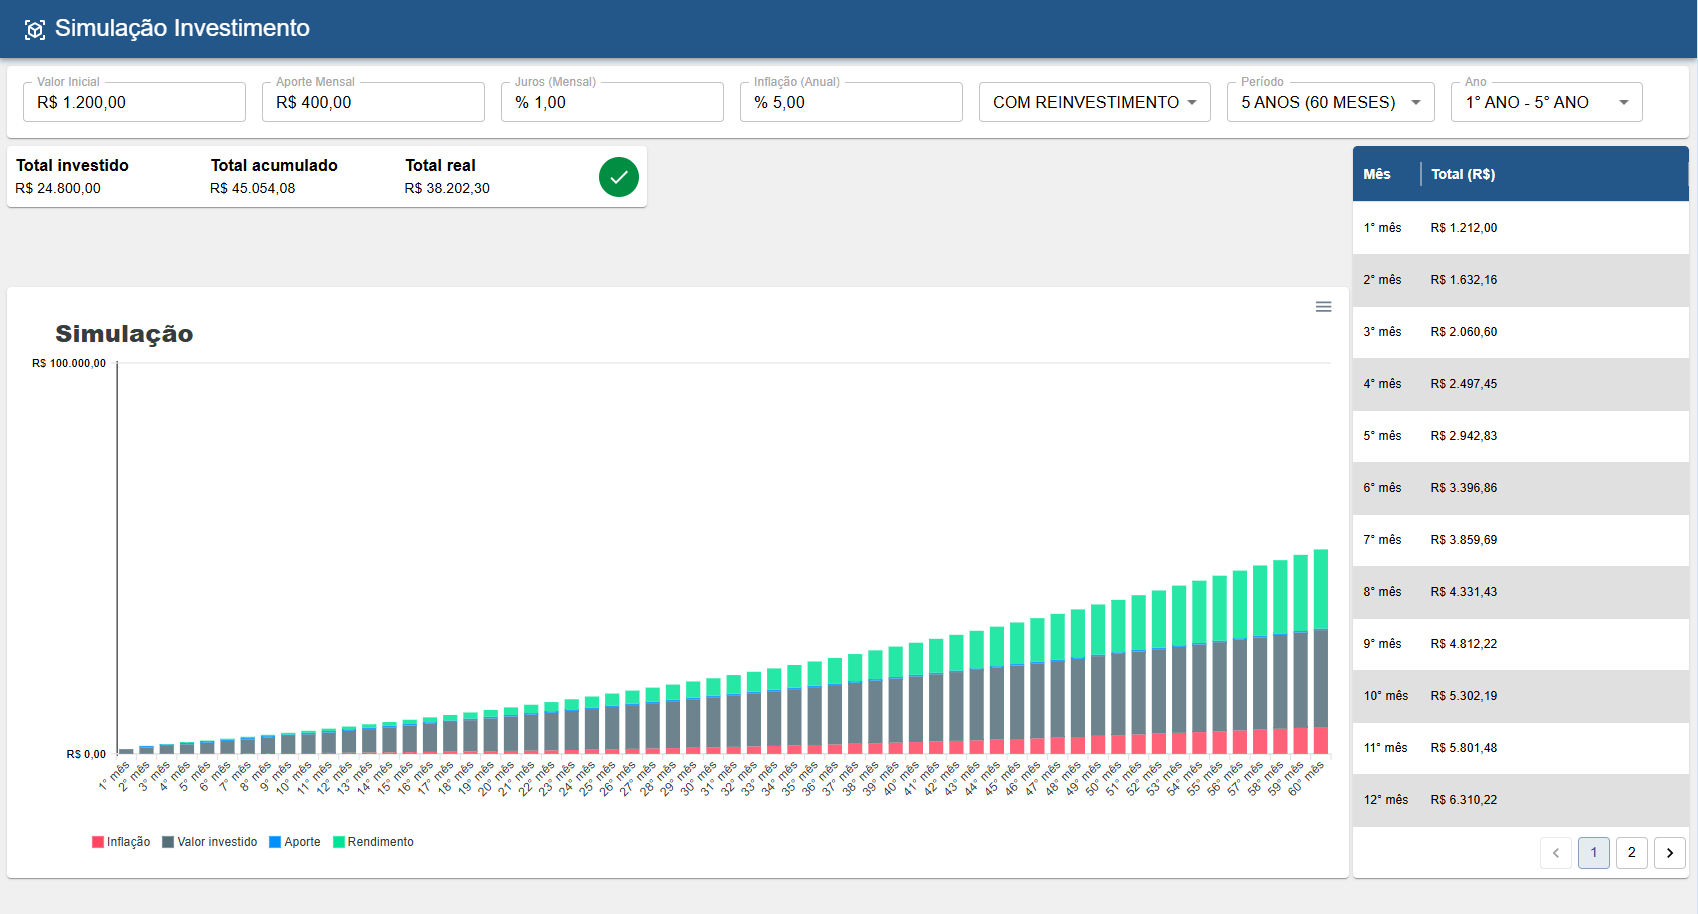 Simulação Investimento
Valor Inicial
R$ 1.200,00
Aporte Mensal
R$ 400,00
Juros (Mensal)
% 1,00
Inflação (Anual)
% 5,00
COM REINVESTIMENTO
Período
5 ANOS (60 MESES)
Ano
1° ANO - 5° ANO
Total investido
R$ 24.800,00
Total acumulado
R$ 45.054,08
Total real
R$ 38.202,30
Simulação
R$ 100.000,00
R$ 0,00
1° mês
2° mês
3° mês
4° mês
5° mês
6° mês
7° mês
8° mês
9° mês
10° mês
11° mês
12° mês
13° mês
14° mês
15° mês
16° mês
17° mês
18° mês
19° mês
20° mês
21° mês
22° mês
23° mês
24° mês
25° mês
26° mês
27° mês
28° mês
29° mês
30° mês
31° mês
32° mês
33° mês
34° mês
35° mês
36° mês
37° mês
38° mês
39° mês
40° mês
41° mês
42° mês
43° mês
44° mês
45° mês
46° mês
47° mês
48° mês
49° mês
50° mês
51° mês
52° mês
53° mês
54° mês
55° mês
56° mês
57° mês
58° mês
59° mês
60° mês
Inflação
Valor investido
Aporte
Rendimento
Mês Total (R$)
1° mês R$ 1.212,00
2° mês R$ 1.632,16
3° mês R$ 2.060,60
4° mês R$ 2.497,45
5° mês R$ 2.942,83
6° mês R$ 3.396,86
7° mês R$ 3.859,69
8° mês R$ 4.331,43
9° mês R$ 4.812,22
10° mês R$ 5.302,19
11° mês R$ 5.801,48
12° mês R$ 6.310,22
1 2